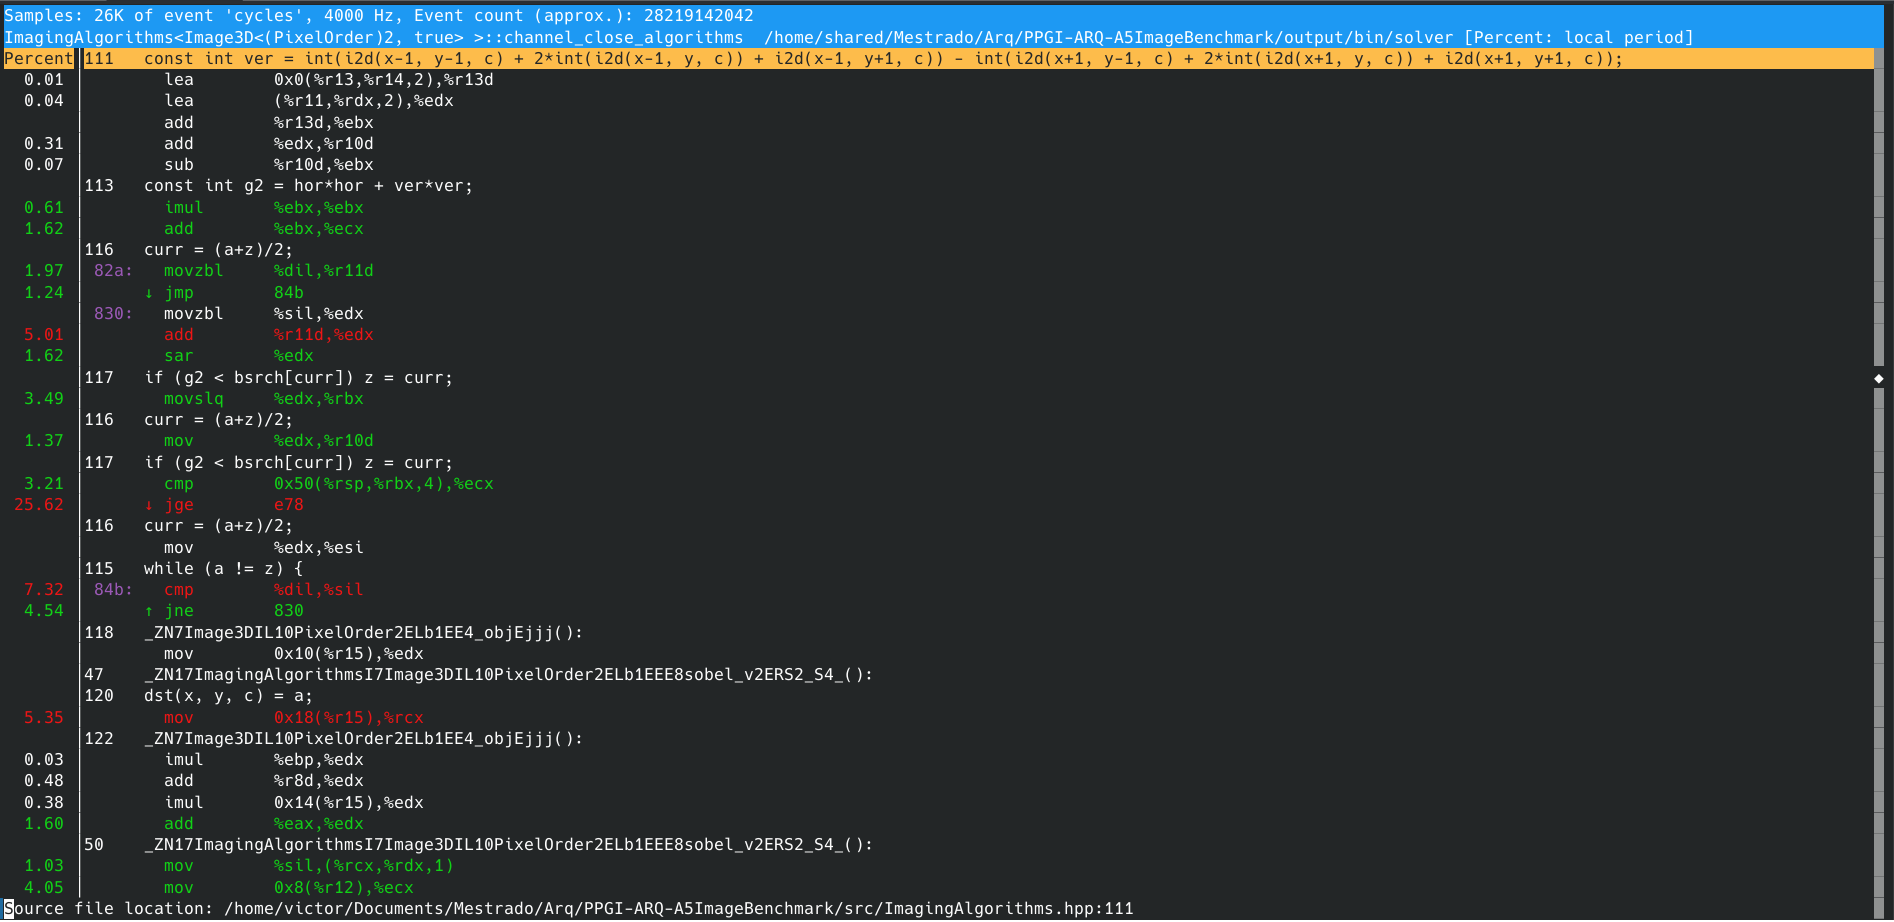 Samples: 26K of event 'cycles', 4000 Hz, Event count (approx.): 28219142042
ImagingAlgorithms<Image3D<(PixelOrder)2, true> >::channel_close_algorithms  /home/shared/Mestrado/Arq/PPGI-ARQ-A5ImageBenchmark/output/bin/solver [Percent: local period]
Percent│111   const int ver = int(i2d(x-1, y-1, c) + 2*int(i2d(x-1, y, c)) + i2d(x-1, y+1, c)) - int(i2d(x+1, y-1, c) + 2*int(i2d(x+1, y, c)) + i2d(x+1, y+1, c));
  0.01 │        lea        0x0(%r13,%r14,2),%r13d
  0.04 │        lea        (%r11,%rdx,2),%edx
       │        add        %r13d,%ebx
  0.31 │        add        %edx,%r10d
  0.07 │        sub        %r10d,%ebx
       │113   const int g2 = hor*hor + ver*ver;
  0.61 │        imul       %ebx,%ebx
  1.62 │        add        %ebx,%ecx
       │116   curr = (a+z)/2;
  1.97 │ 82a:   movzbl     %dil,%r11d
  1.24 │      ↓ jmp        84b
       │ 830:   movzbl     %sil,%edx
  5.01 │        add        %r11d,%edx
  1.62 │        sar        %edx
       │117   if (g2 < bsrch[curr]) z = curr;
  3.49 │        movslq     %edx,%rbx
       │116   curr = (a+z)/2;
  1.37 │        mov        %edx,%r10d
       │117   if (g2 < bsrch[curr]) z = curr;
  3.21 │        cmp        0x50(%rsp,%rbx,4),%ecx
 25.62 │      ↓ jge        e78
       │116   curr = (a+z)/2;
       │        mov        %edx,%esi
       │115   while (a != z) {
  7.32 │ 84b:   cmp        %dil,%sil
  4.54 │      ↑ jne        830
       │118   _ZN7Image3DIL10PixelOrder2ELb1EE4_objEjjj():
       │        mov        0x10(%r15),%edx
       │47    _ZN17ImagingAlgorithmsI7Image3DIL10PixelOrder2ELb1EEE8sobel_v2ERS2_S4_():
       │120   dst(x, y, c) = a;
  5.35 │        mov        0x18(%r15),%rcx
       │122   _ZN7Image3DIL10PixelOrder2ELb1EE4_objEjjj():
  0.03 │        imul       %ebp,%edx
  0.48 │        add        %r8d,%edx
  0.38 │        imul       0x14(%r15),%edx
  1.60 │        add        %eax,%edx
       │50    _ZN17ImagingAlgorithmsI7Image3DIL10PixelOrder2ELb1EEE8sobel_v2ERS2_S4_():
  1.03 │        mov        %sil,(%rcx,%rdx,1)
  4.05 │        mov        0x8(%r12),%ecx
Source file location: /home/victor/Documents/Mestrado/Arq/PPGI-ARQ-A5ImageBenchmark/src/ImagingAlgorithms.hpp:111